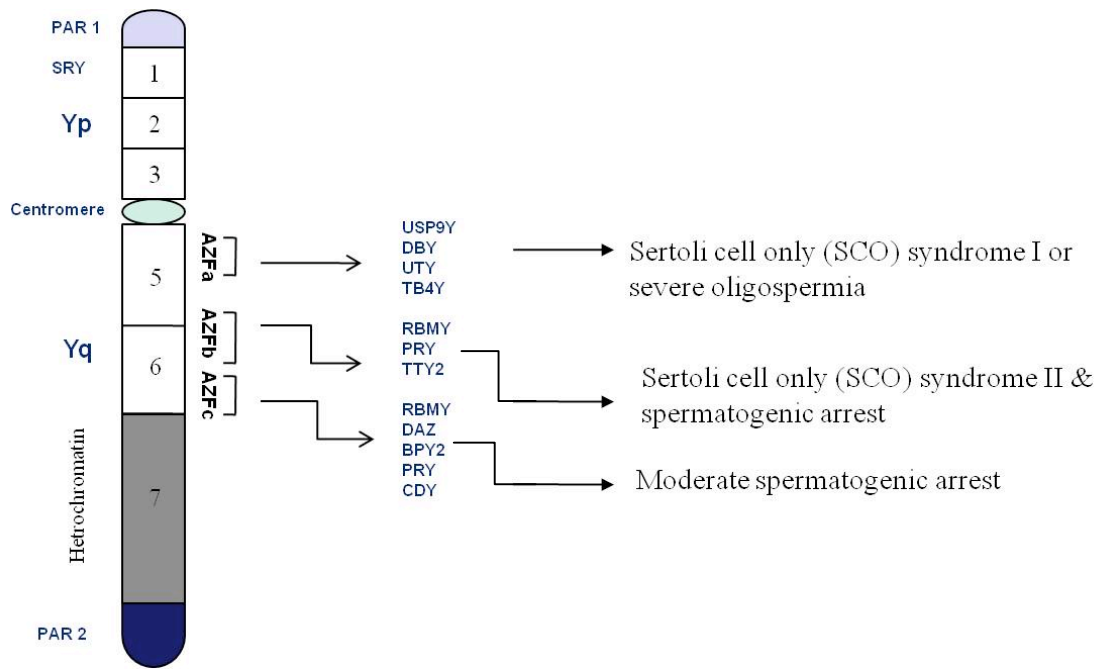 PAR 1
SRY
1
Yp
2
3
Centromere
5
AZFa
USP9Y
DBY
UTY
TB4Y
Sertoli cell only (SCO) syndrome I or
severe oligospermia
Yq
6
AZFb
RBMY
PRY
TTY2
Sertoli cell only (SCO) syndrome II &
spermatogenic arrest
AZFc
RBMY
DAZ
BPY2
PRY
CDY
Moderate spermatogenic arrest
Hetrochromatin
7
PAR 2